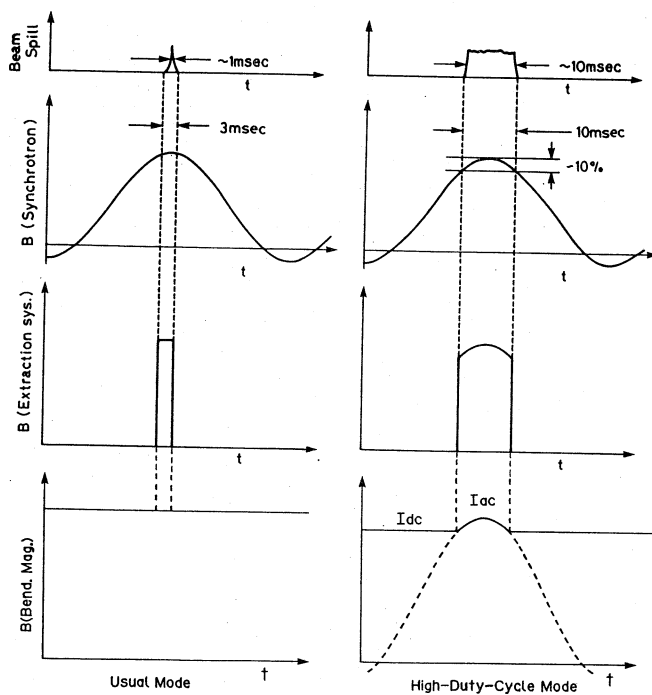 Beam
Spill
~1msec
t
~10msec
t
B (Synchrotron)
3msec
t
10msec
~10%
t
B (Extraction sys.)
t
t
B(Bend. Mag.)
t
Usual Mode
Idc
Iac
t
High-Duty-Cycle Mode